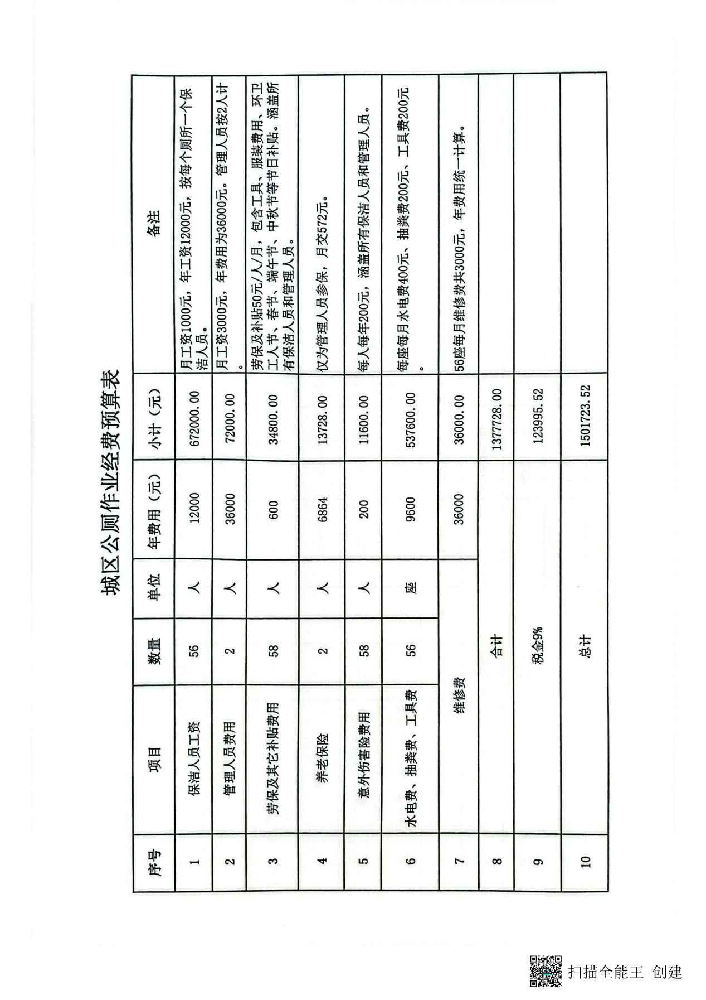 城区公厕作业经费预算表
序号 项目 数量 单位 年费用（元） 小计（元） 备注
1 保洁人员工资 56 人 12000 672000.00 月工资1000元，年工资12000元，按每个厕所一个保
洁人员。
2 管理人员费用 2 人 36000 72000.00 月工资3000元，年费用为36000元。管理人员按2人计
。
3 劳保及其它补贴费用 58 人 600 34800.00 劳保及补贴50元/人/月，包含工具、服装费用、环卫
工人节、春节、端午节、中秋节等节日补贴。涵盖所
有保洁人员和管理人员。
4 养老保险 2 人 6864 13728.00 仅为管理人员参保，月交572元。
5 意外伤害险费用 58 人 200 11600.00 每人每年200元，涵盖所有保洁人员和管理人员。
6 水电费、抽粪费、工具费 56 座 9600 537600.00 每座每月水电费400元、抽粪费200元、工具费200元
。
7 维修费 36000 36000.00 56座每月维修费共3000元，年费用统一计算。
8 合计 1377728.00
9 税金9% 123995.52
10 总计 1501723.52
扫描全能王 创建